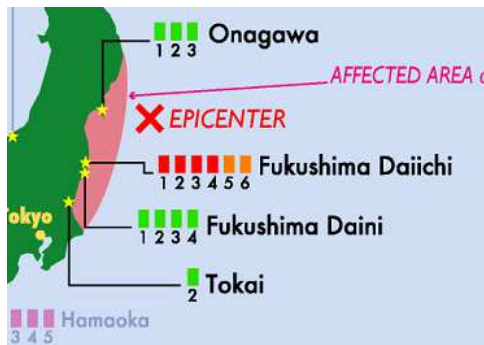 Onagawa
1 2 3
AFFECTED AREA
EPICENTER
Fukushima Daiichi
1 2 3 4 5 6
Tokyo
Fukushima Daini
1 2 3 4
Tokai
2
Hamaoka
3 4 5